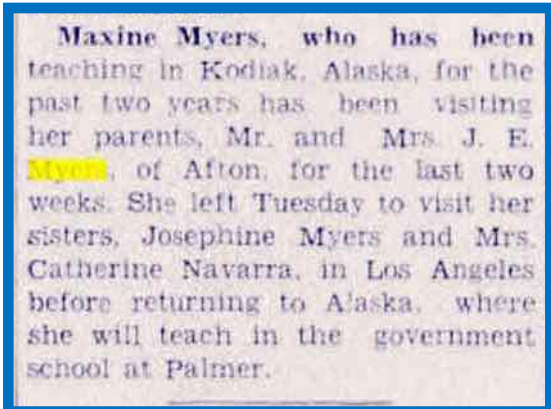 Maxine Myers, who has been
teaching in Kodiak, Alaska, for the
past two years has been visiting
her parents, Mr. and Mrs. J. E.
Myers, of Afton, for the last two
weeks. She left Tuesday to visit her
sisters, Josephine Myers and Mrs.
Catherine Navarra, in Los Angeles
before returning to Alaska, where
she will teach in the government
school at Palmer.